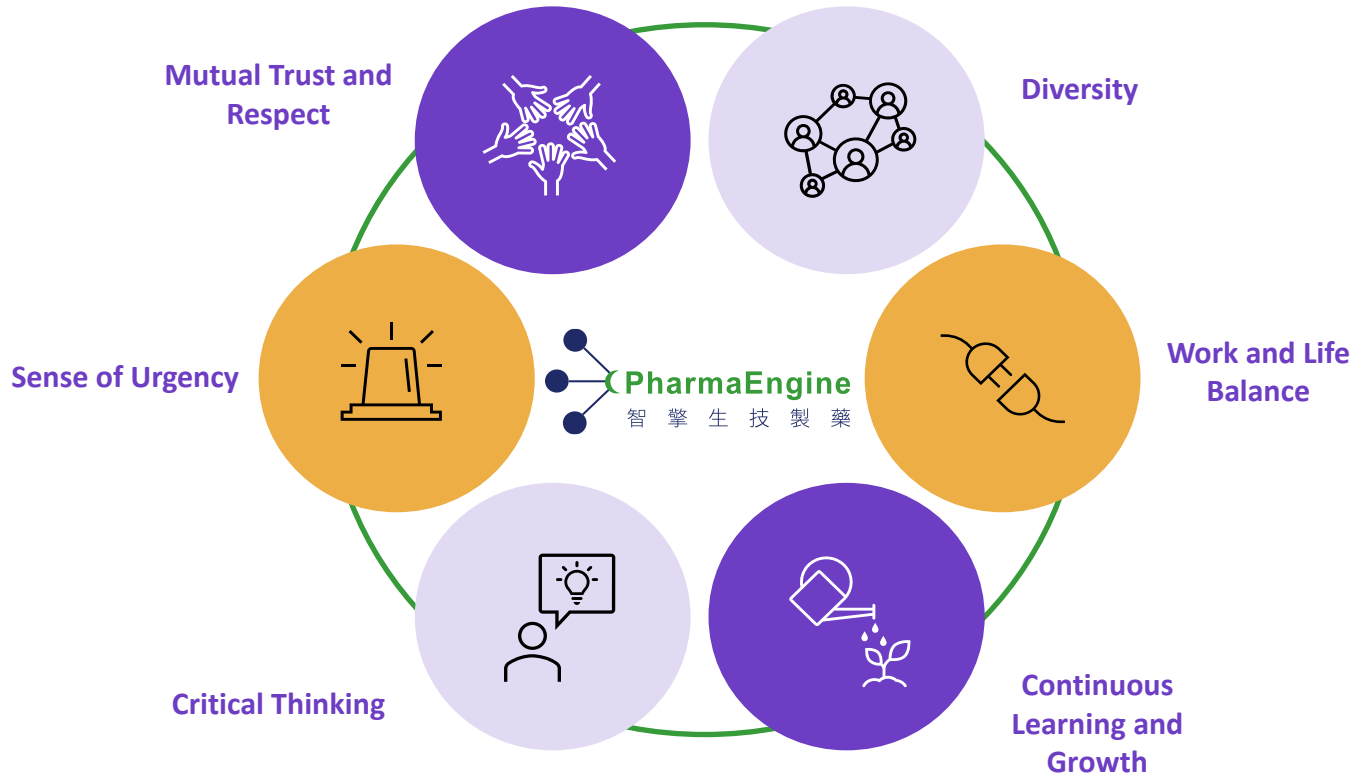 Mutual Trust and
Respect
Diversity
Sense of Urgency
PharmaEngine
智擎生技製藥
Work and Life
Balance
Critical Thinking
Continuous
Learning and
Growth